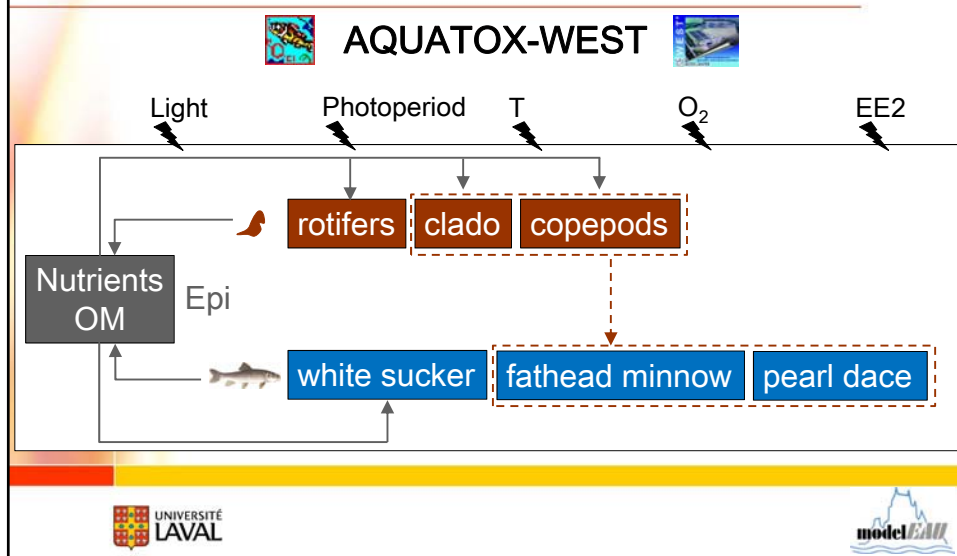 AQUATOX-WEST
Light Photoperiod T O₂ EE2
rotifers clado copepods
Nutrients
OM
Epi
white sucker fathead minnow pearl dace
UNIVERSITÉ
LAVAL
modelEAU